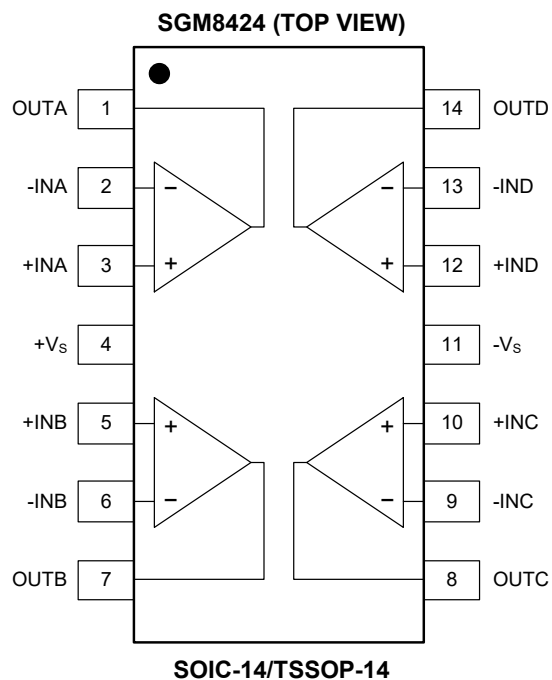 SGM8424 (TOP VIEW)
OUTA 1 14 OUTD
-INA 2 − − 13 -IND
+INA 3 + + 12 +IND
+VS 4 11 -VS
+INB 5 + + 10 +INC
-INB 6 − − 9 -INC
OUTB 7 8 OUTC
SOIC-14/TSSOP-14